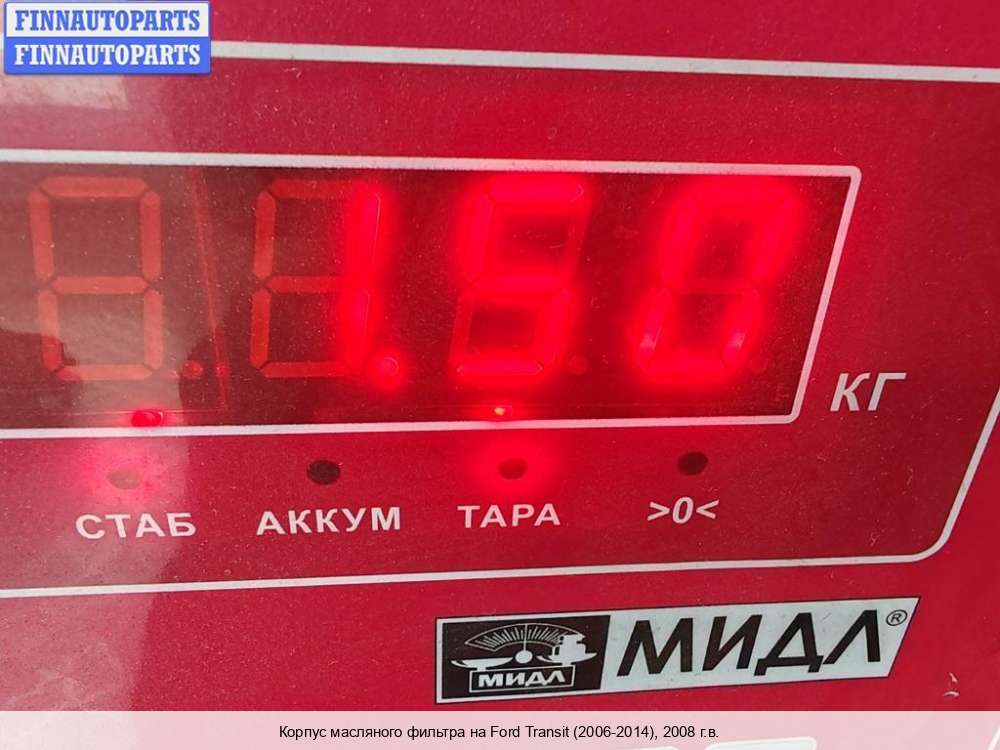 FINNAUTOPARTS
FINNAUTOPARTS
1.50
КГ
СТАБ АККУМ ТАРА >0<
МИДЛ МИДЛ®
Корпус масляного фильтра на Ford Transit (2006-2014), 2008 г.в.